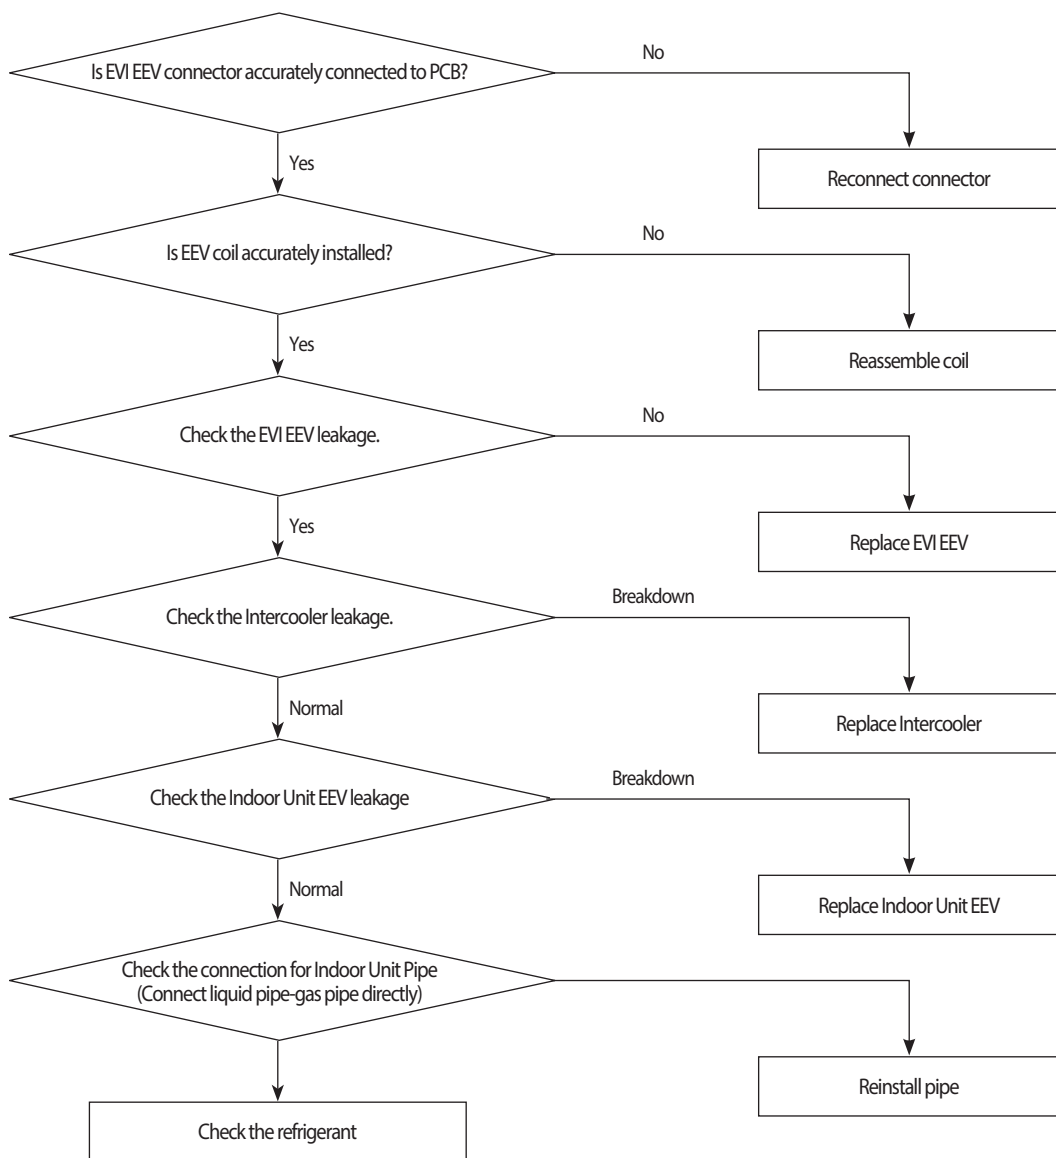 Is EVI EEV connector accurately connected to PCB?
No
Yes
Reconnect connector
Is EEV coil accurately installed?
No
Yes
Reassemble coil
Check the EVI EEV leakage.
No
Yes
Replace EVI EEV
Check the Intercooler leakage.
Breakdown
Normal
Replace Intercooler
Check the Indoor Unit EEV leakage
Breakdown
Normal
Replace Indoor Unit EEV
Check the connection for Indoor Unit Pipe
(Connect liquid pipe-gas pipe directly)
Reinstall pipe
Check the refrigerant